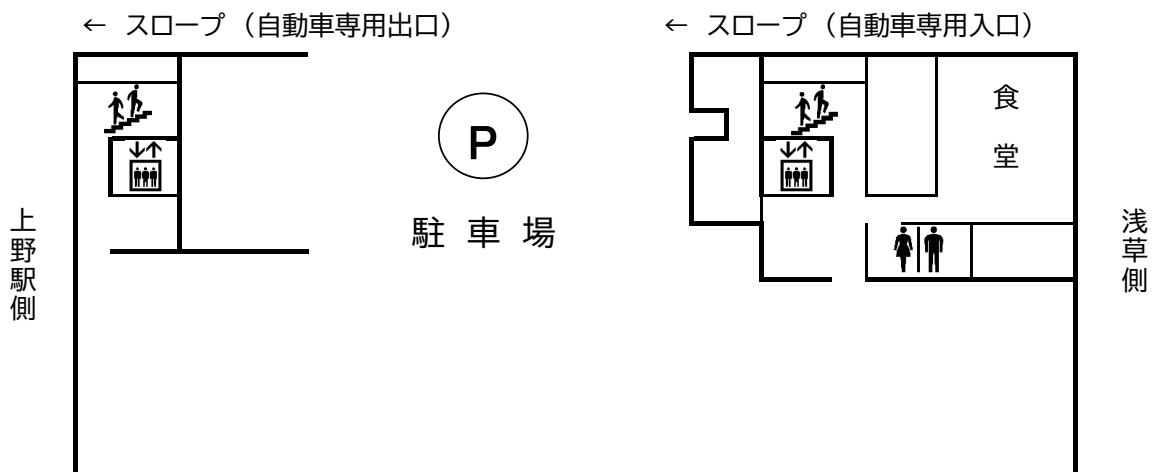 ← スロープ（自動車専用出口）
← スロープ（自動車専用入口）
食堂
P
駐車場
上野駅側
浅草側